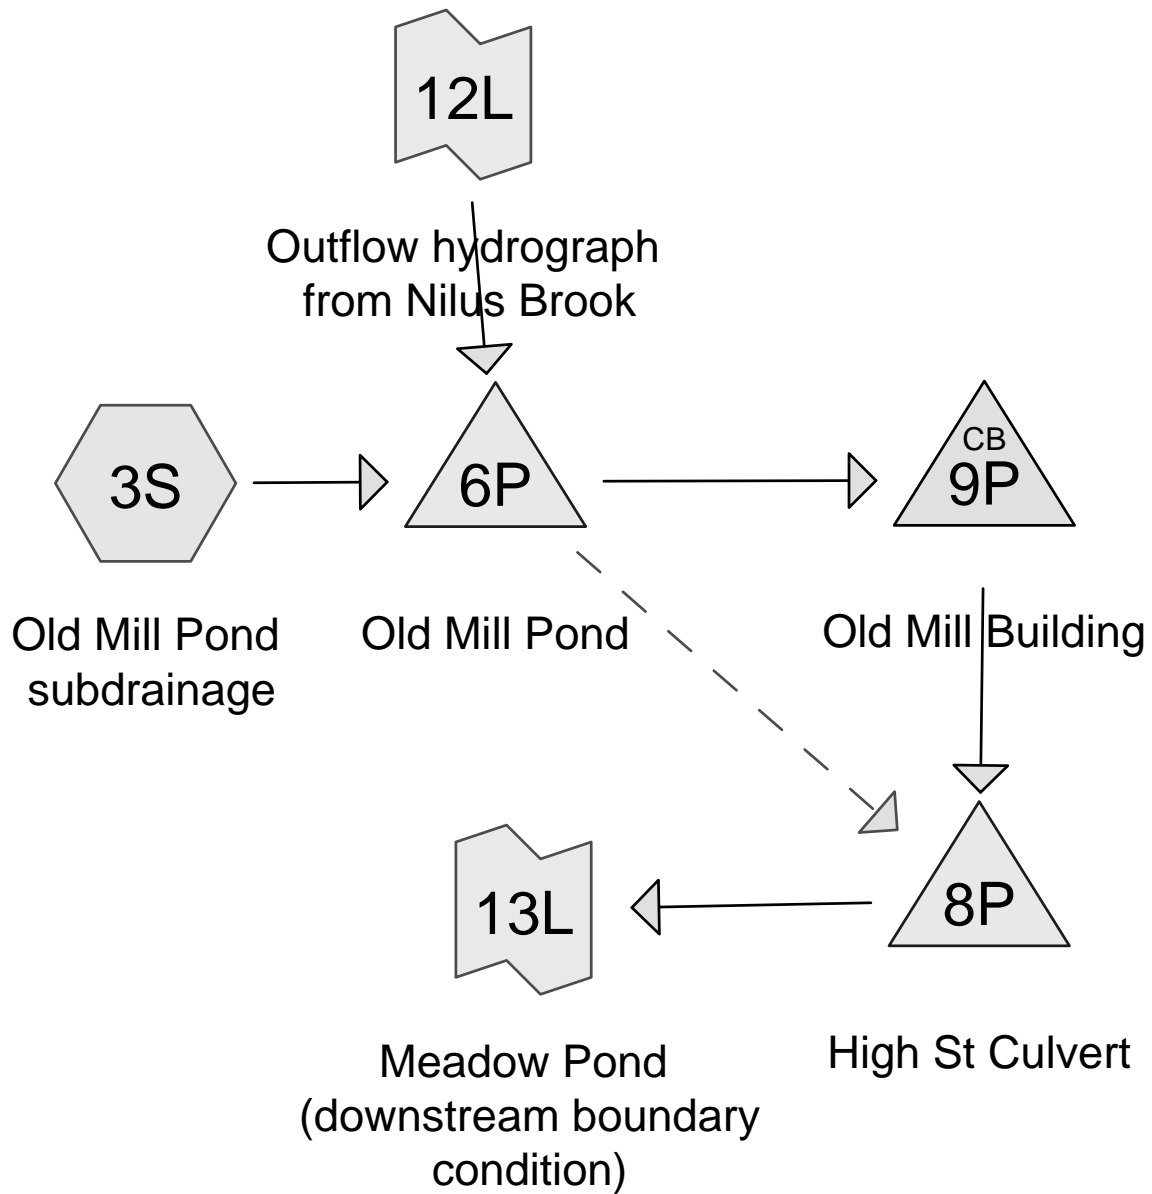 12L
Outflow hydrograph
from Nilus Brook
3S
6P
CB
9P
Old Mill Pond
subdrainage
Old Mill Pond
Old Mill Building
13L
8P
Meadow Pond
(downstream boundary
condition)
High St Culvert